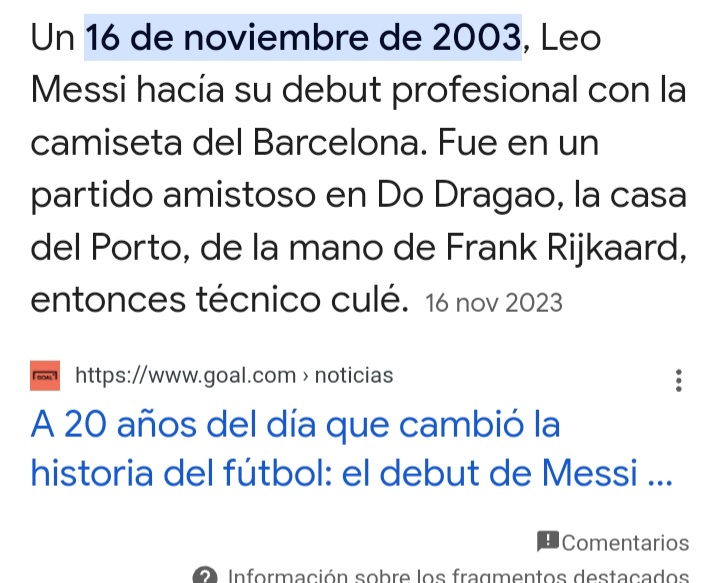 Un 16 de noviembre de 2003, Leo
Messi hacía su debut profesional con la
camiseta del Barcelona. Fue en un
partido amistoso en Do Dragao, la casa
del Porto, de la mano de Frank Rijkaard,
entonces técnico culé. 16 nov 2023
GOAL
https://www.goal.com › noticias
A 20 años del día que cambió la
historia del fútbol: el debut de Messi ...
Comentarios
Información sobre los fragmentos destacados